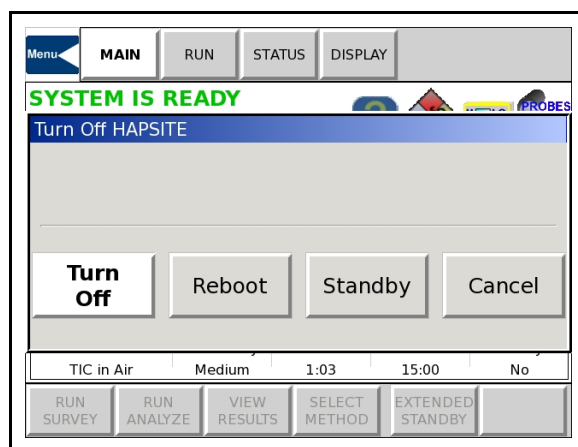 Menu MAIN RUN STATUS DISPLAY
SYSTEM IS READY
PROBES
Turn Off HAPSITE
Turn
Off
Reboot
Standby
Cancel
TIC in Air Medium 1:03 15:00 No
RUN
SURVEY
RUN
ANALYZE
VIEW
RESULTS
SELECT
METHOD
EXTENDED
STANDBY